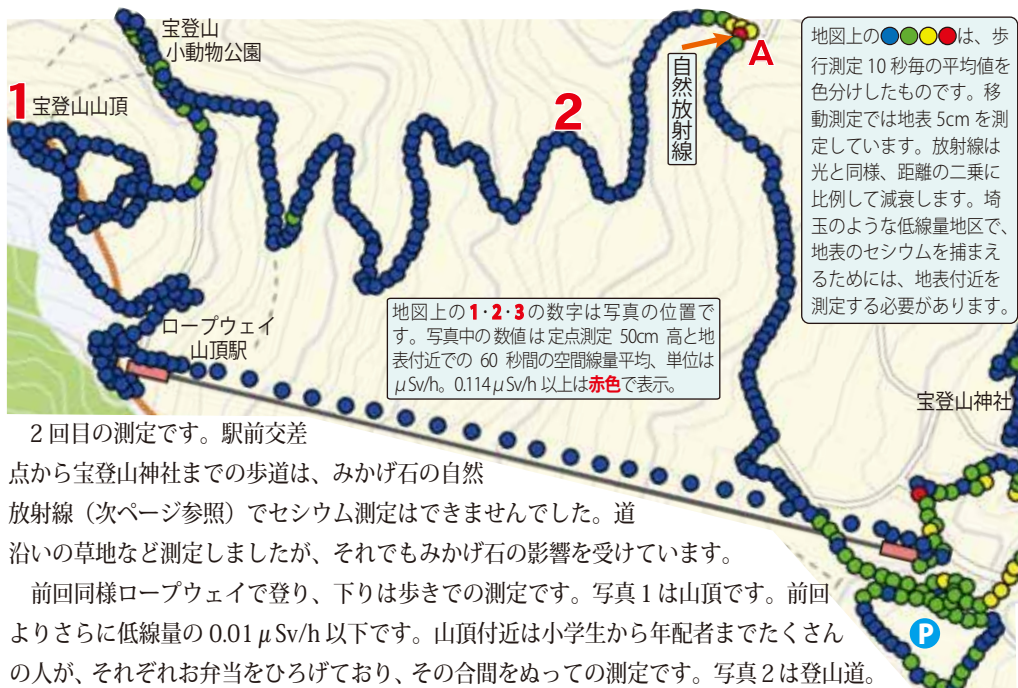 宝登山
小動物公園
1
宝登山山頂
2
自然放射線
A
地図上の●●●●は、歩
行測定 10 秒毎の平均値を
色分けしたものです。移
動測定では地表 5cm を測
定しています。放射線は
光と同様、距離の二乗に
比例して減衰します。埼
玉のような低線量地区で、
地表のセシウムを捕まえ
るためには、地表付近を
測定する必要があります。
ロープウェイ
山頂駅
地図上の1・2・3の数字は写真の位置で
す。写真中の数値は定点測定 50cm 高と地
表付近での 60 秒間の空間線量平均、単位は
μSv/h。0.114μSv/h 以上は赤色で表示。
宝登山神社
P
2 回目の測定です。駅前交差
点から宝登山神社までの歩道は、みかげ石の自然
放射線（次ページ参照）でセシウム測定はできませんでした。道
沿いの草地など測定しましたが、それでもみかげ石の影響を受けています。
前回同様ロープウェイで登り、下りは歩きでの測定です。写真 1 は山頂です。前回
よりさらに低線量の 0.01μSv/h 以下です。山頂付近は小学生から年配者までたくさん
の人が、それぞれお弁当をひろげており、その合間をぬっての測定です。写真 2 は登山道。